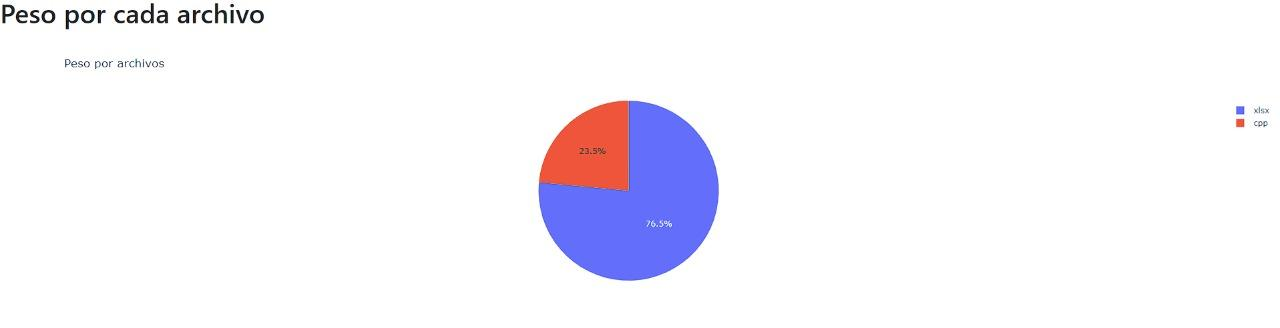 Peso por cada archivo
Peso por archivos
xlsx
cpp
23.5%
76.5%